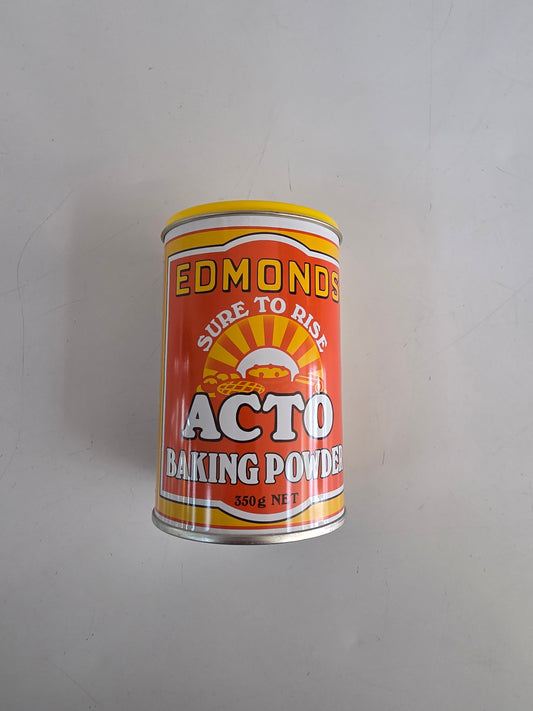 EDMONDS
SURE TO RISE
ACTO
BAKING POWDER
350g NET